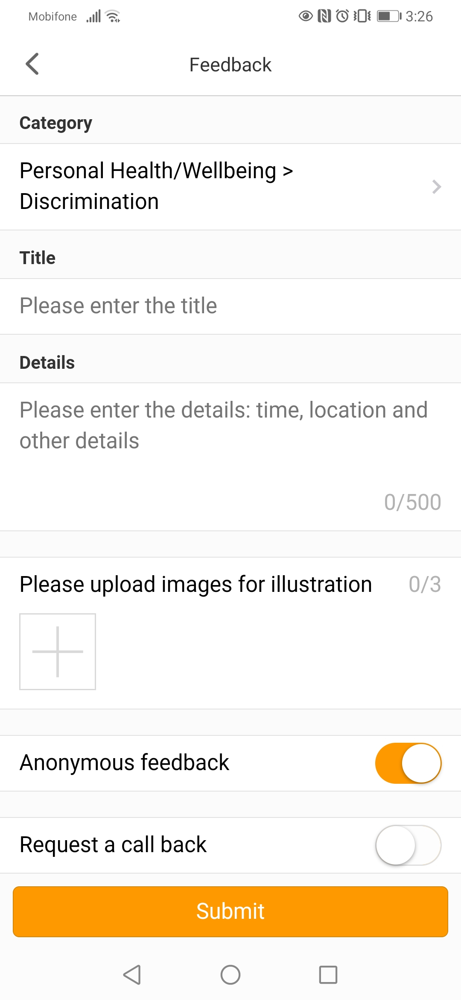 Mobifone 3:26
Feedback
Category
Personal Health/Wellbeing >
Discrimination
Title
Please enter the title
Details
Please enter the details: time, location and
other details
0/500
Please upload images for illustration 0/3
Anonymous feedback
Request a call back
Submit